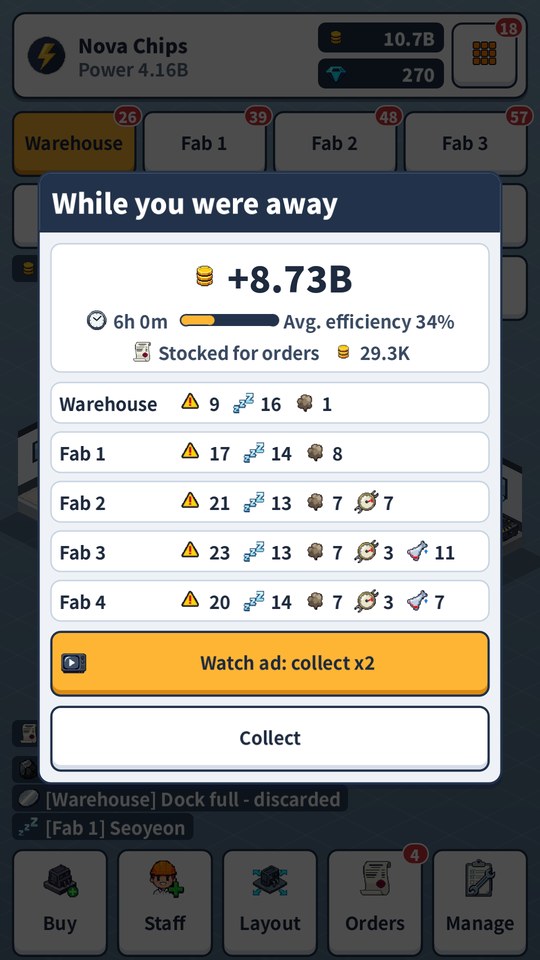 Nova Chips
Power 4.16B
10.7B
270
18
Warehouse 26
Fab 1 39
Fab 2 48
Fab 3 57
While you were away
+8.73B
6h 0m Avg. efficiency 34%
Stocked for orders 29.3K
Warehouse 9 16 1
Fab 1 17 14 8
Fab 2 21 13 7 7
Fab 3 23 13 7 3 11
Fab 4 20 14 7 3 7
Watch ad: collect x2
Collect
[Warehouse] Dock full - discarded
[Fab 1] Seoyeon
Buy
Staff
Layout
Orders 4
Manage